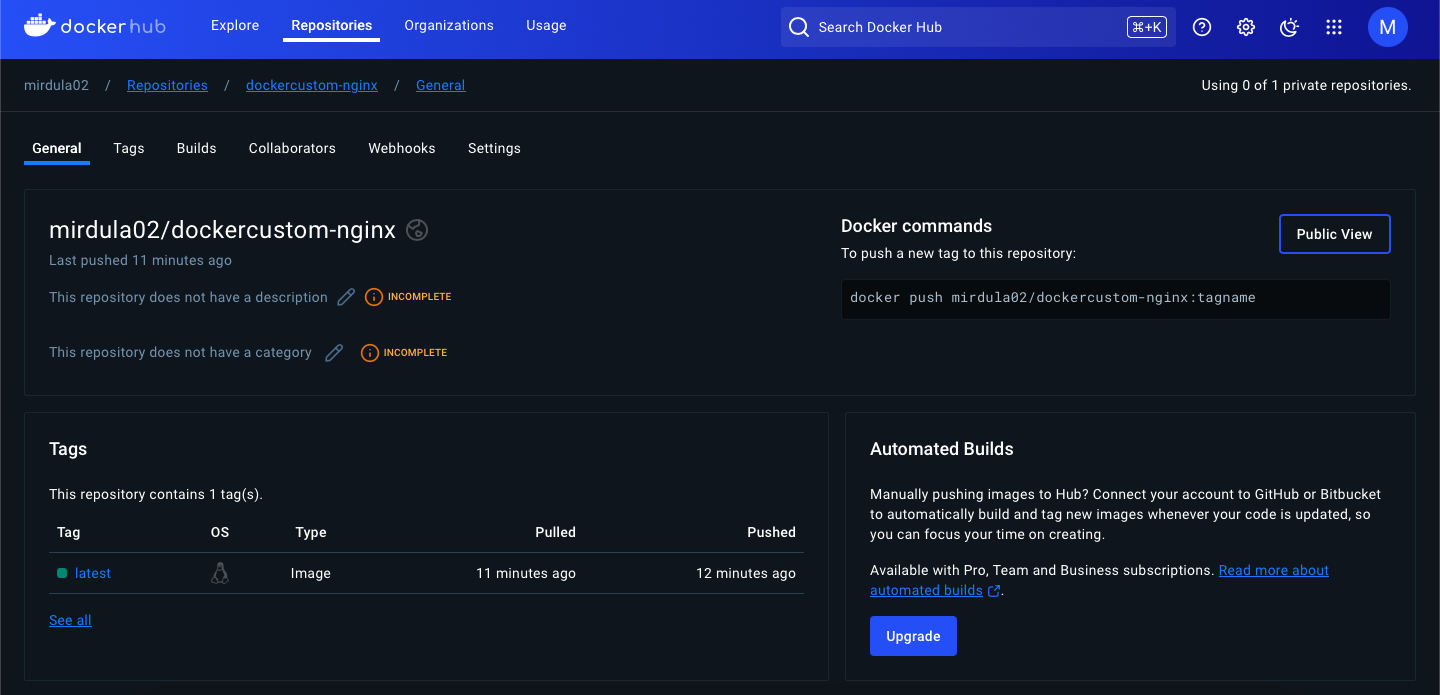 dockerhub Explore Repositories Organizations Usage Search Docker Hub ⌘+K M
mirdula02 / Repositories / dockercustom-nginx / General Using 0 of 1 private repositories.
General Tags Builds Collaborators Webhooks Settings
mirdula02/dockercustom-nginx
Last pushed 11 minutes ago
This repository does not have a description INCOMPLETE
This repository does not have a category INCOMPLETE
Docker commands
Public View
To push a new tag to this repository:
docker push mirdula02/dockercustom-nginx:tagname
Tags
This repository contains 1 tag(s).
Tag OS Type Pulled Pushed
latest Image 11 minutes ago 12 minutes ago
See all
Automated Builds
Manually pushing images to Hub? Connect your account to GitHub or Bitbucket
to automatically build and tag new images whenever your code is updated, so
you can focus your time on creating.
Available with Pro, Team and Business subscriptions. Read more about
automated builds .
Upgrade